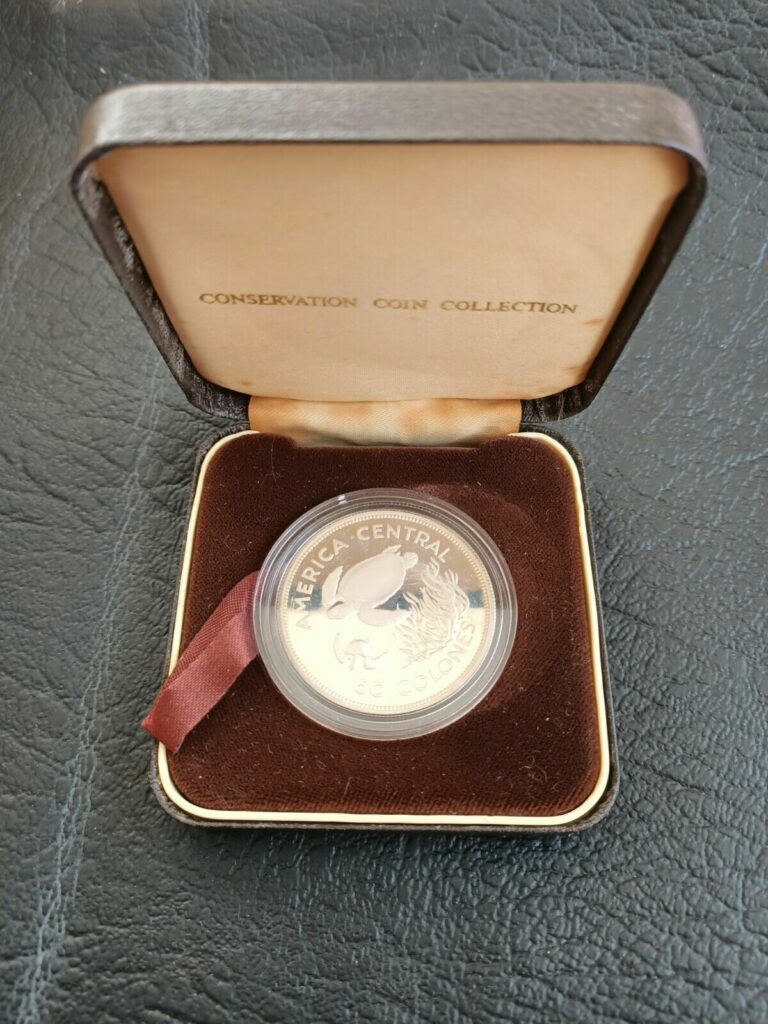 CONSERVATION COIN COLLECTION
AMERICA CENTRAL
50 COLONES